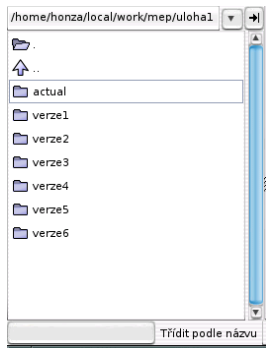 /home/honza/local/work/mep/uloha1
.
..
actual
verze1
verze2
verze3
verze4
verze5
verze6
Třídit podle názvu